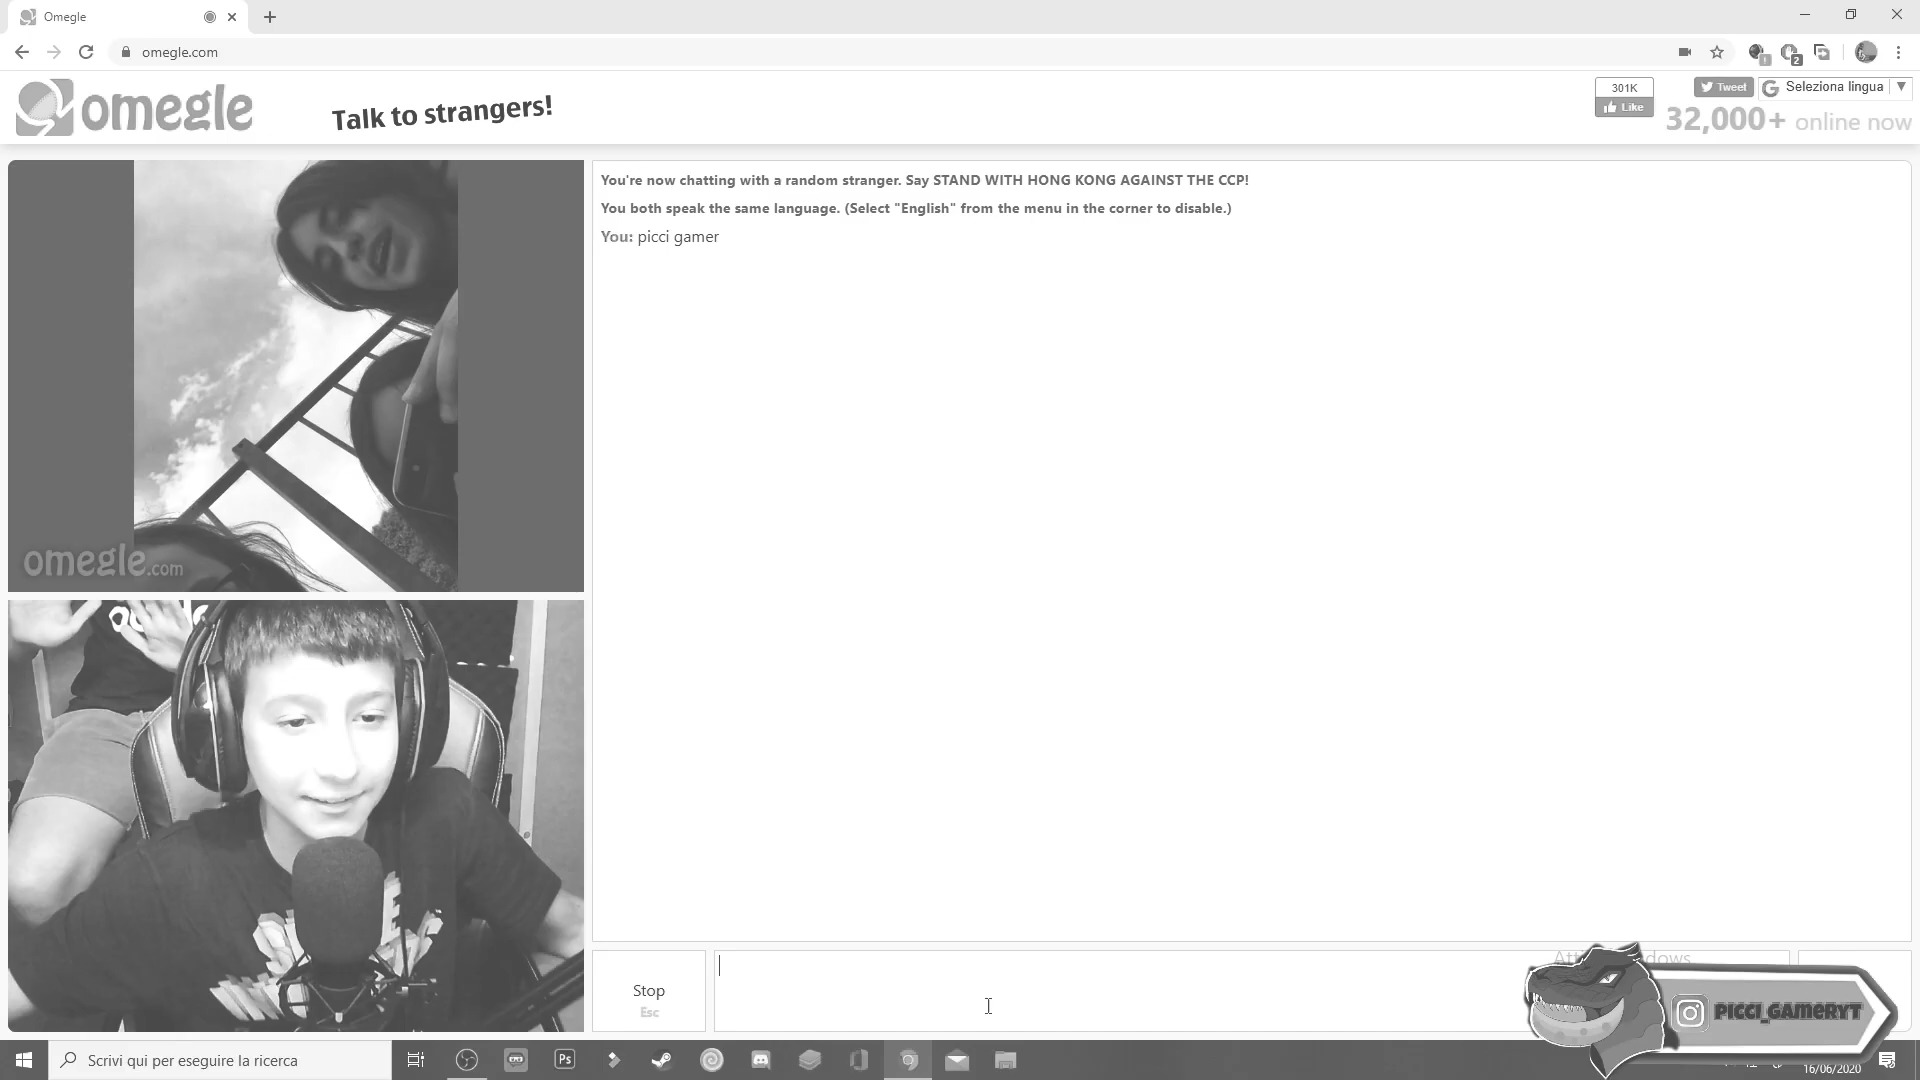 Omegle
omegle.com
omegle
Talk to strangers!
301K
Like
Tweet
Seleziona lingua
32,000+ online now
You're now chatting with a random stranger. Say STAND WITH HONG KONG AGAINST THE CCP!
You both speak the same language. (Select "English" from the menu in the corner to disable.)
You: picci gamer
omegle.com
Stop
Esc
PICCI_GAMERYT
Scrivi qui per eseguire la ricerca
Ps
16/06/2020